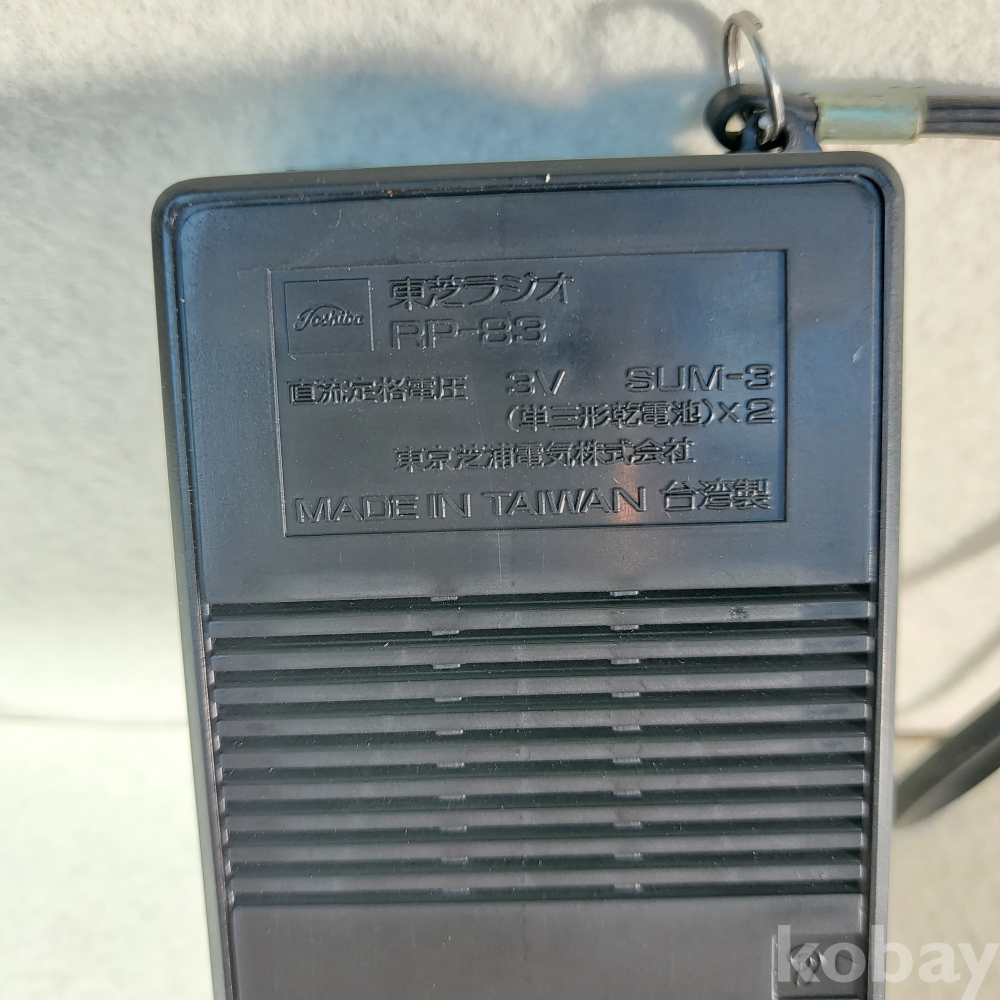 Toshiba
東芝ラジオ
RP-83
直流定格電圧 3V SUM-3
(単三形乾電池)×2
東京芝浦電気株式会社
MADE IN TAIWAN 台湾製
kobay